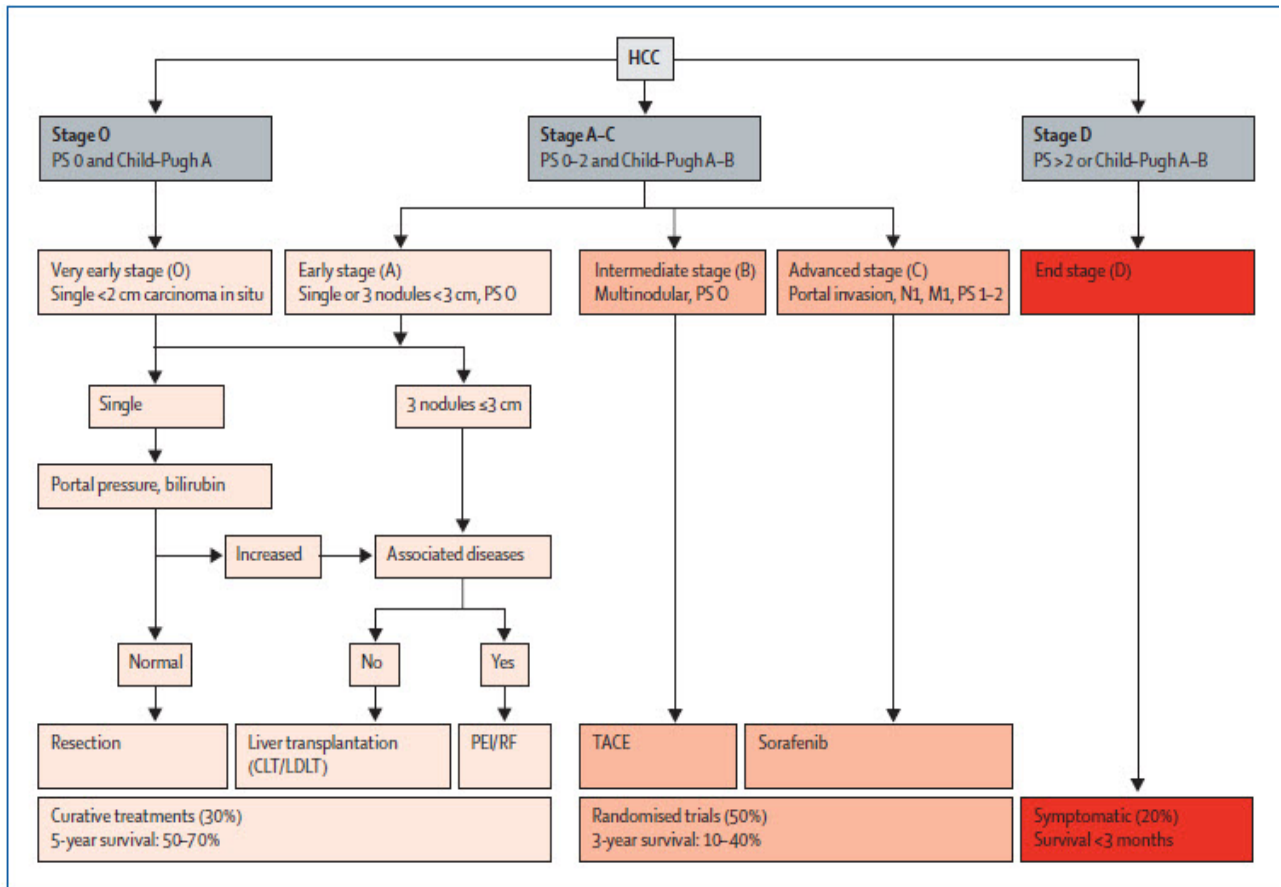 HCC
Stage O
PS 0 and Child–Pugh A
Stage A–C
PS 0–2 and Child–Pugh A–B
Stage D
PS >2 or Child–Pugh A–B
Very early stage (O)
Single <2 cm carcinoma in situ
Early stage (A)
Single or 3 nodules <3 cm, PS O
Intermediate stage (B)
Multinodular, PS O
Advanced stage (C)
Portal invasion, N1, M1, PS 1–2
End stage (D)
Single
3 nodules ≤3 cm
Portal pressure, bilirubin
Increased
Associated diseases
Normal
No
Yes
Resection
Liver transplantation
(CLT/LDLT)
PEI/RF
TACE
Sorafenib
Curative treatments (30%)
5-year survival: 50–70%
Randomised trials (50%)
3-year survival: 10–40%
Symptomatic (20%)
Survival <3 months